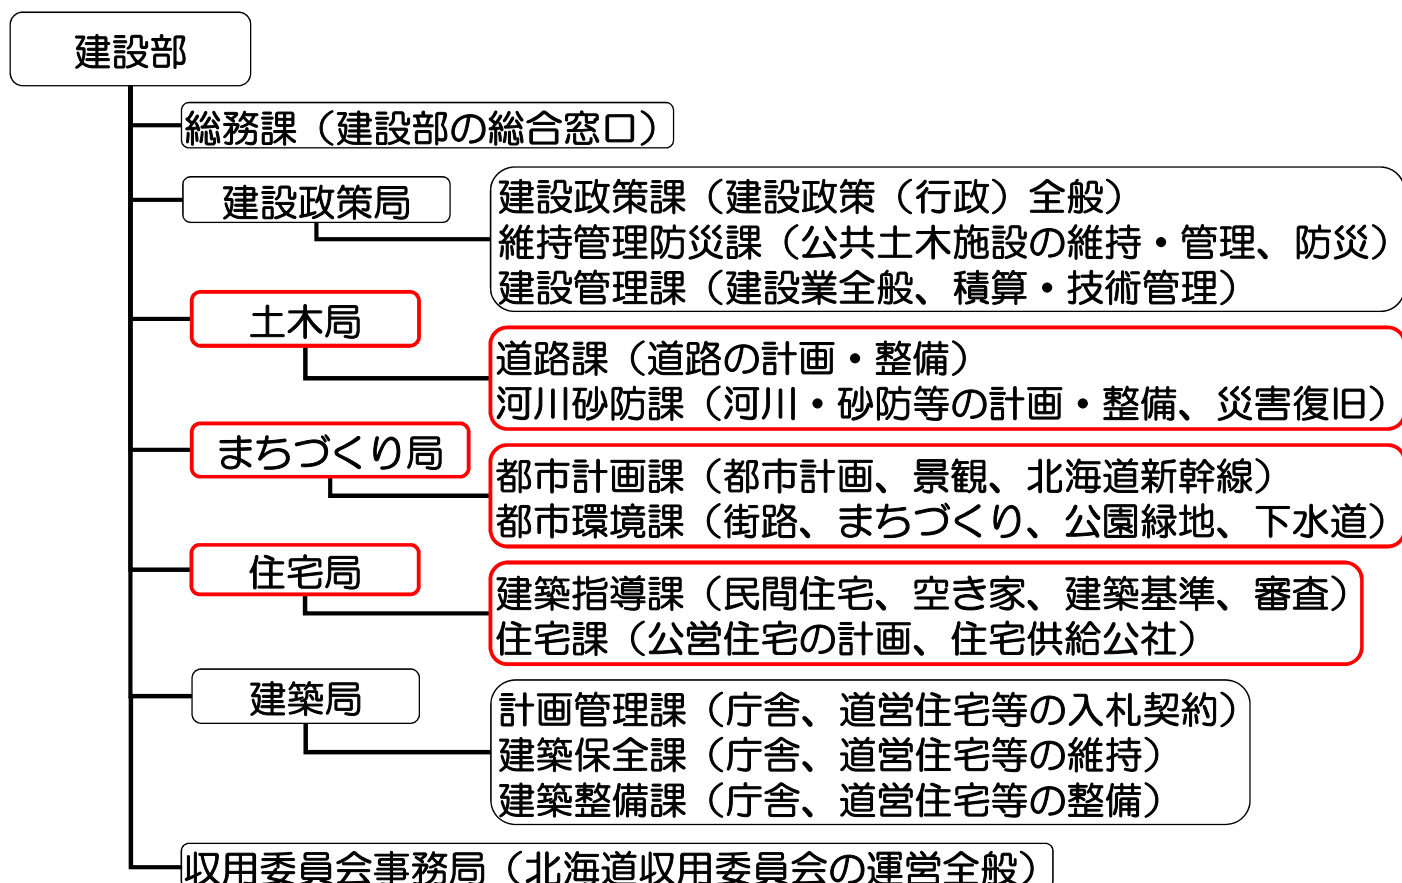 建設部
総務課（建設部の総合窓口）
建設政策局
建設政策課（建設政策（行政）全般）
維持管理防災課（公共土木施設の維持・管理、防災）
建設管理課（建設業全般、積算・技術管理）
土木局
道路課（道路の計画・整備）
河川砂防課（河川・砂防等の計画・整備、災害復旧）
まちづくり局
都市計画課（都市計画、景観、北海道新幹線）
都市環境課（街路、まちづくり、公園緑地、下水道）
住宅局
建築指導課（民間住宅、空き家、建築基準、審査）
住宅課（公営住宅の計画、住宅供給公社）
建築局
計画管理課（庁舎、道営住宅等の入札契約）
建築保全課（庁舎、道営住宅等の維持）
建築整備課（庁舎、道営住宅等の整備）
収用委員会事務局（北海道収用委員会の運営全般）